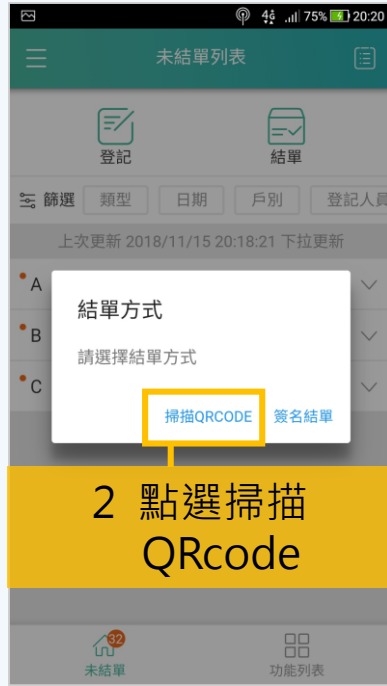 75% 20:20
未結單列表
登記 結單
篩選 類型 日期 戶別 登記人員
上次更新 2018/11/15 20:18:21 下拉更新
A
結單方式
B
請選擇結單方式
C
掃描QRCODE 簽名結單
2 點選掃描
QRcode
32
未結單 功能列表